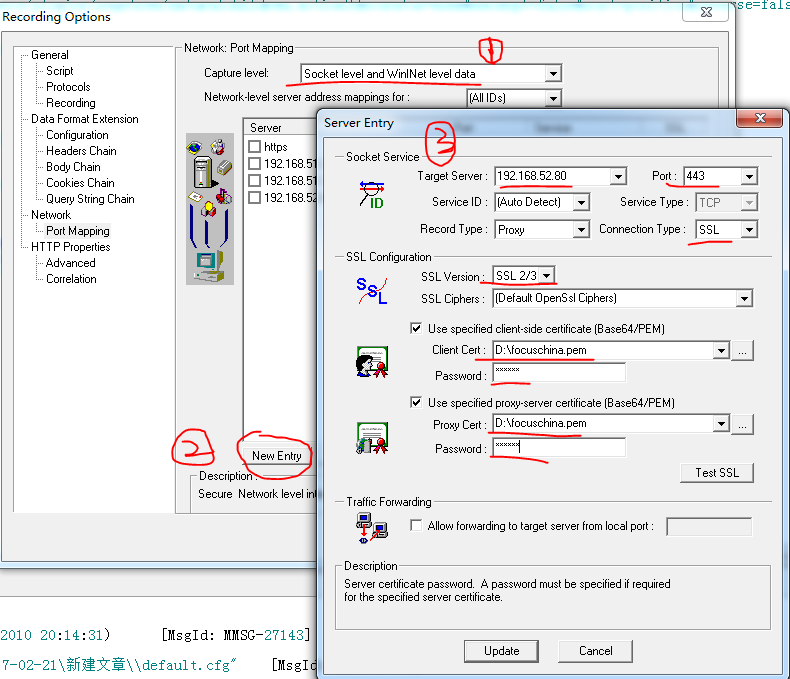 rse=fals
Recording Options
General
Script
Protocols
Recording
Data Format Extension
Configuration
Headers Chain
Body Chain
Cookies Chain
Query String Chain
Network
Port Mapping
HTTP Properties
Advanced
Correlation
Network: Port Mapping
1
Capture level: Socket level and WinINet level data
Network-level server address mappings for : (All IDs)
Server
https
192.168.51
192.168.51
192.168.52
2
New Entry
Description:
Secure Network level int
Server Entry
3
Socket Service
Target Server : 192.168.52.80 Port : 443
ID
Service ID : (Auto Detect) Service Type : TCP
Record Type : Proxy Connection Type : SSL
SSL Configuration
SSL
SSL Version : SSL 2/3
SSL Ciphers : (Default OpenSsl Ciphers)
Use specified client-side certificate (Base64/PEM)
Client Cert : D:\focuschina.pem ...
Password : ******
Use specified proxy-server certificate (Base64/PEM)
Proxy Cert : D:\focuschina.pem ...
Password : ******
Test SSL
Traffic Forwarding
Allow forwarding to target server from local port :
Description
Server certificate password. A password must be specified if required
for the specified server certificate.
Update Cancel
2010 20:14:31) [MsgId: MMSG-27143]
7-02-21\新建文章\\default.cfg" [MsgId